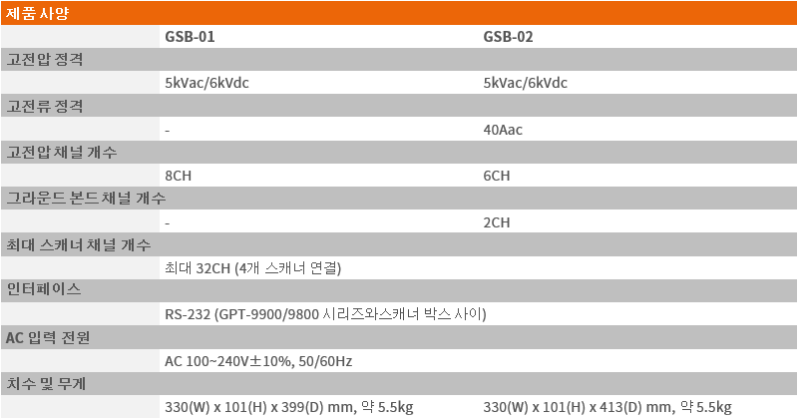 제품 사양
GSB-01 GSB-02
고전압 정격
5kVac/6kVdc 5kVac/6kVdc
고전류 정격
- 40Aac
고전압 채널 개수
8CH 6CH
그라운드 본드 채널 개수
- 2CH
최대 스캐너 채널 개수
최대 32CH (4개 스캐너 연결)
인터페이스
RS-232 (GPT-9900/9800 시리즈와스캐너 박스 사이)
AC 입력 전원
AC 100~240V±10%, 50/60Hz
치수 및 무게
330(W) x 101(H) x 399(D) mm, 약 5.5kg 330(W) x 101(H) x 413(D) mm, 약 5.5kg